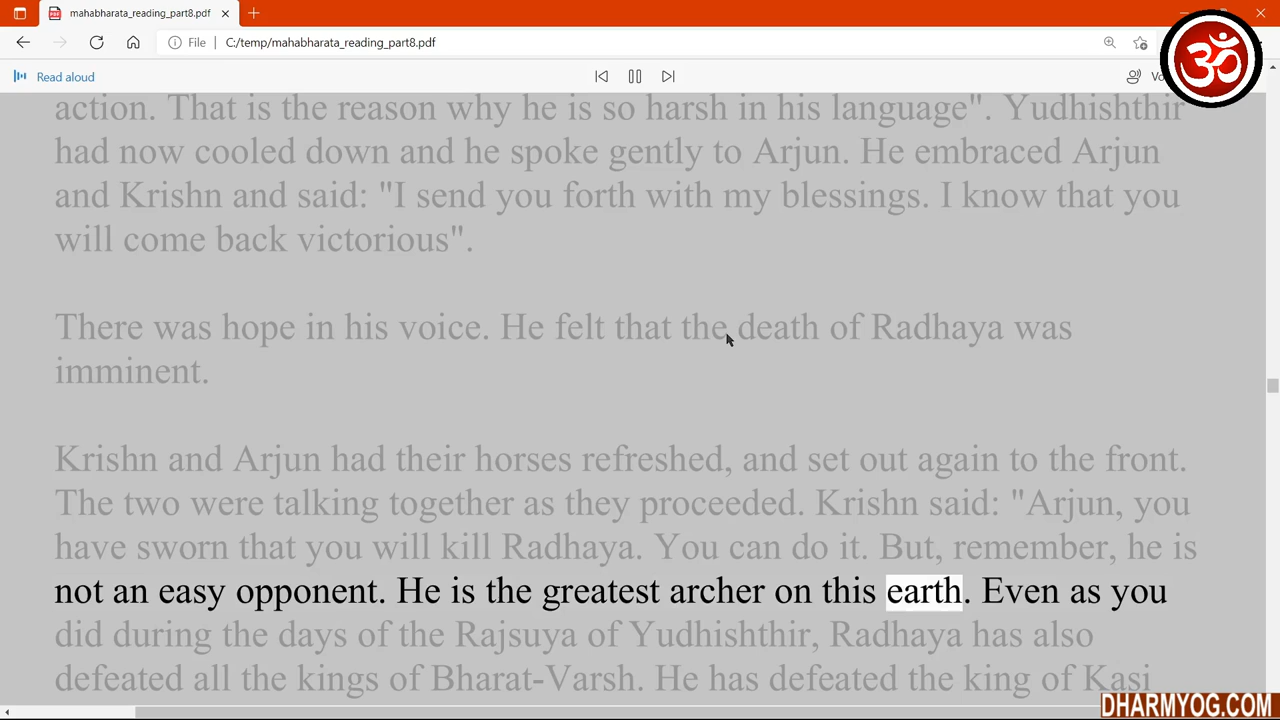 mahabharata_reading_part8.pdf
File
C:/temp/mahabharata_reading_part8.pdf
Read aloud
ॐ
action. That is the reason why he is so harsh in his language". Yudhishthir
had now cooled down and he spoke gently to Arjun. He embraced Arjun
and Krishn and said: "I send you forth with my blessings. I know that you
will come back victorious".
There was hope in his voice. He felt that the death of Radhaya was
imminent.
Krishn and Arjun had their horses refreshed, and set out again to the front.
The two were talking together as they proceeded. Krishn said: "Arjun, you
have sworn that you will kill Radhaya. You can do it. But, remember, he is
not an easy opponent. He is the greatest archer on this earth. Even as you
did during the days of the Rajsuya of Yudhishthir, Radhaya has also
defeated all the kings of Bharat-Varsh. He has defeated the king of Kasi
DHARMYOG.COM